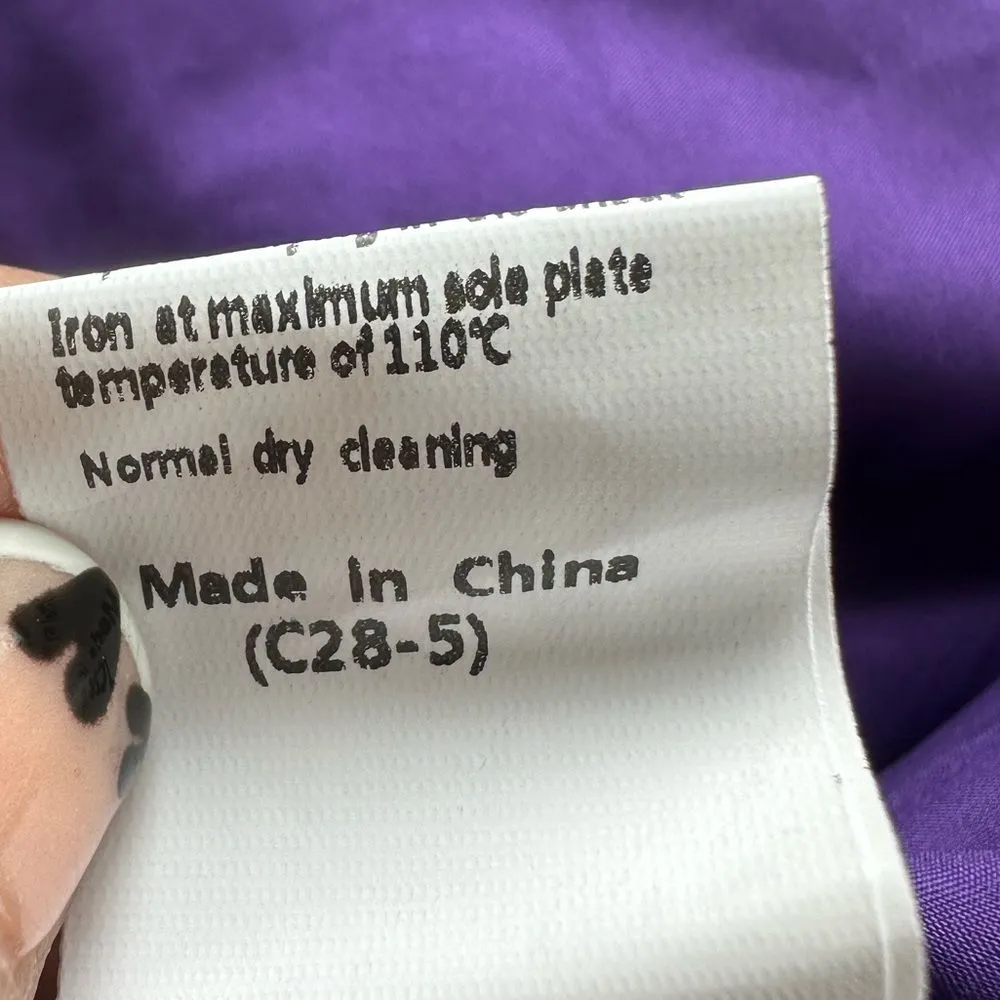 Iron at maximum sole plate
temperature of 110℃
Normal dry cleaning
Made in China
(C28-5)